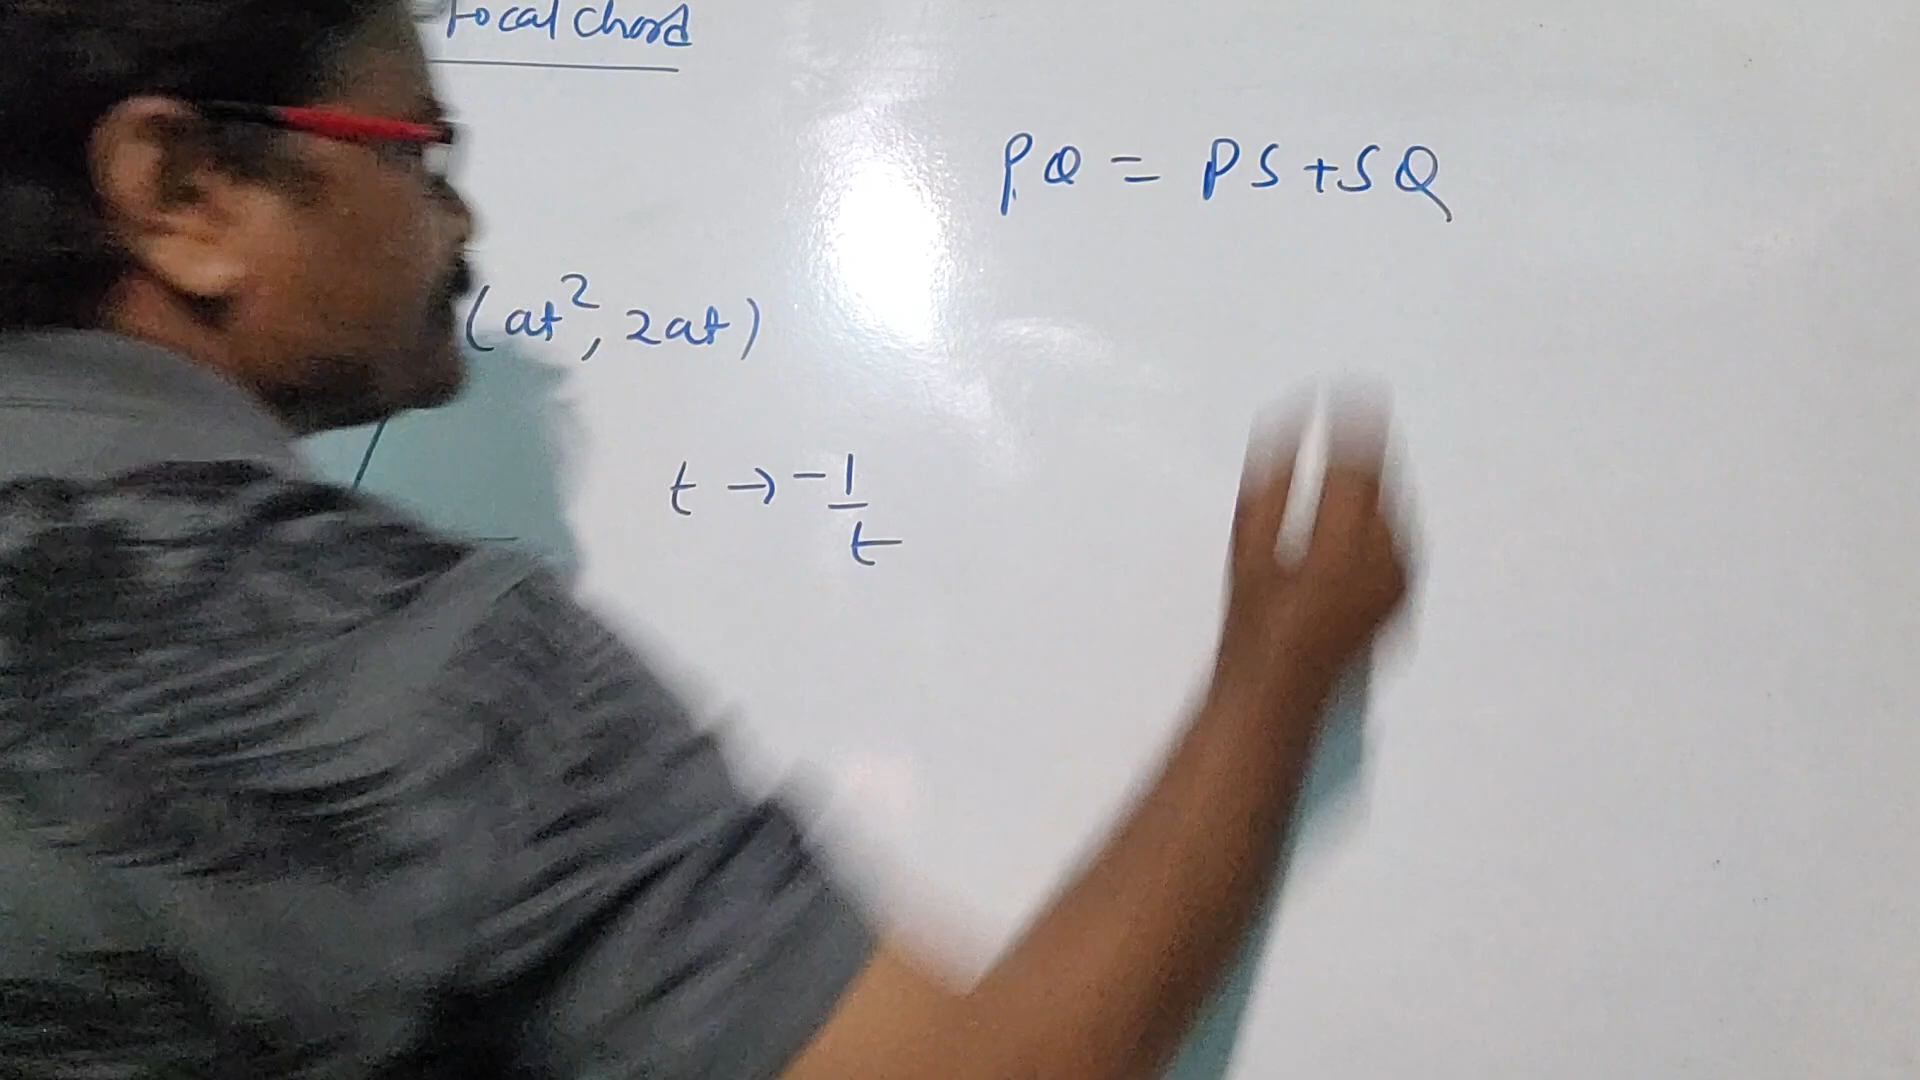 Focal Chord
PQ = PS + SQ
(at², 2at)
t → -1/t